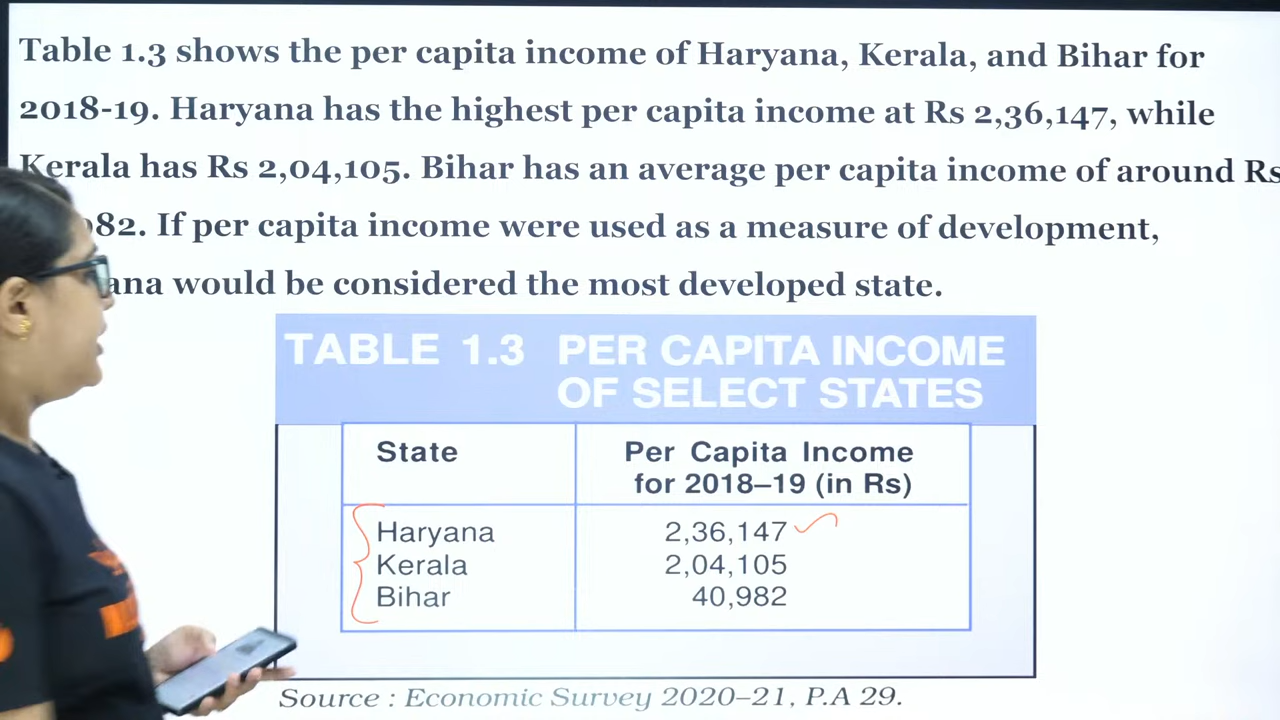 Table 1.3 shows the per capita income of Haryana, Kerala, and Bihar for
2018-19. Haryana has the highest per capita income at Rs 2,36,147, while
Kerala has Rs 2,04,105. Bihar has an average per capita income of around Rs
82. If per capita income were used as a measure of development,
would be considered the most developed state.
TABLE 1.3 PER CAPITA INCOME
OF SELECT STATES
State Per Capita Income
for 2018–19 (in Rs)
Haryana 2,36,147
Kerala 2,04,105
Bihar 40,982
Source : Economic Survey 2020–21, P.A 29.